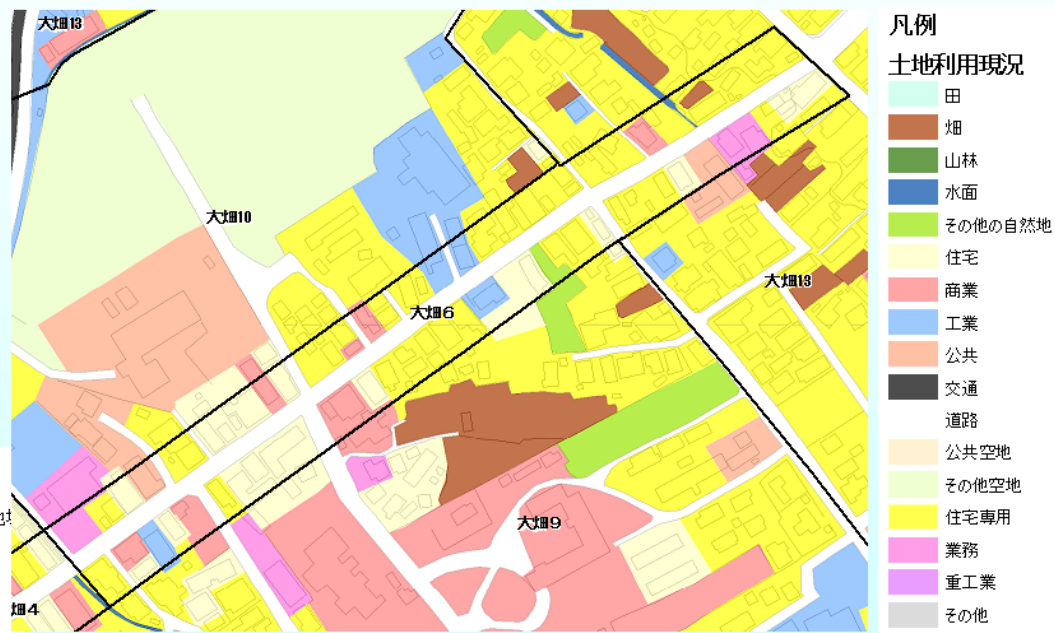 大畑13
大畑10
大畑6
大畑13
大畑9
畑4
凡例
土地利用現況
田
畑
山林
水面
その他の自然地
住宅
商業
工業
公共
交通
道路
公共空地
その他空地
住宅専用
業務
重工業
その他